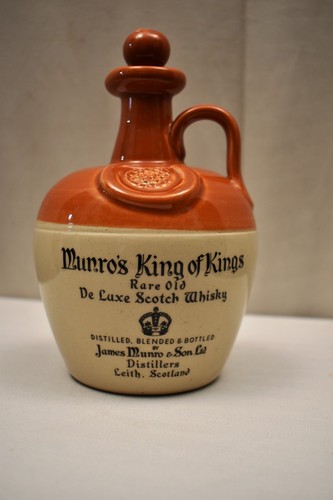 Munro's King of Kings
Rare Old
De Luxe Scotch Whisky
DISTILLED, BLENDED & BOTTLED
BY
James Munro & Son Ltd
Distillers
Leith, Scotland